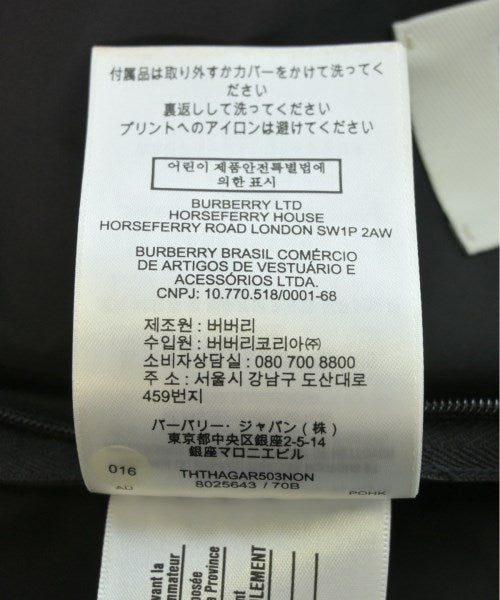 付属品は取り外すかカバーをかけて洗ってく
ださい
裏返しして洗ってください
プリントへのアイロンは避けてください
어린이 제품안전특별법에
의한 표시
BURBERRY LTD
HORSEFERRY HOUSE
HORSEFERRY ROAD LONDON SW1P 2AW
BURBERRY BRASIL COMÉRCIO
DE ARTIGOS DE VESTUÁRIO E
ACESSÓRIOS LTDA.
CNPJ: 10.770.518/0001-68
제조원 : 버버리
수입원 : 버버리코리아㈜
소비자상담실 : 080 700 8800
주 소 : 서울시 강남구 도산대로
459번지
バーバリー・ジャパン（株）
東京都中央区銀座2-5-14
銀座マロニエビル
016
THTHAGAR503NON
8025643 / 70B
AD
POHK
vant la
mmateur
posée
e Province
LEMENT